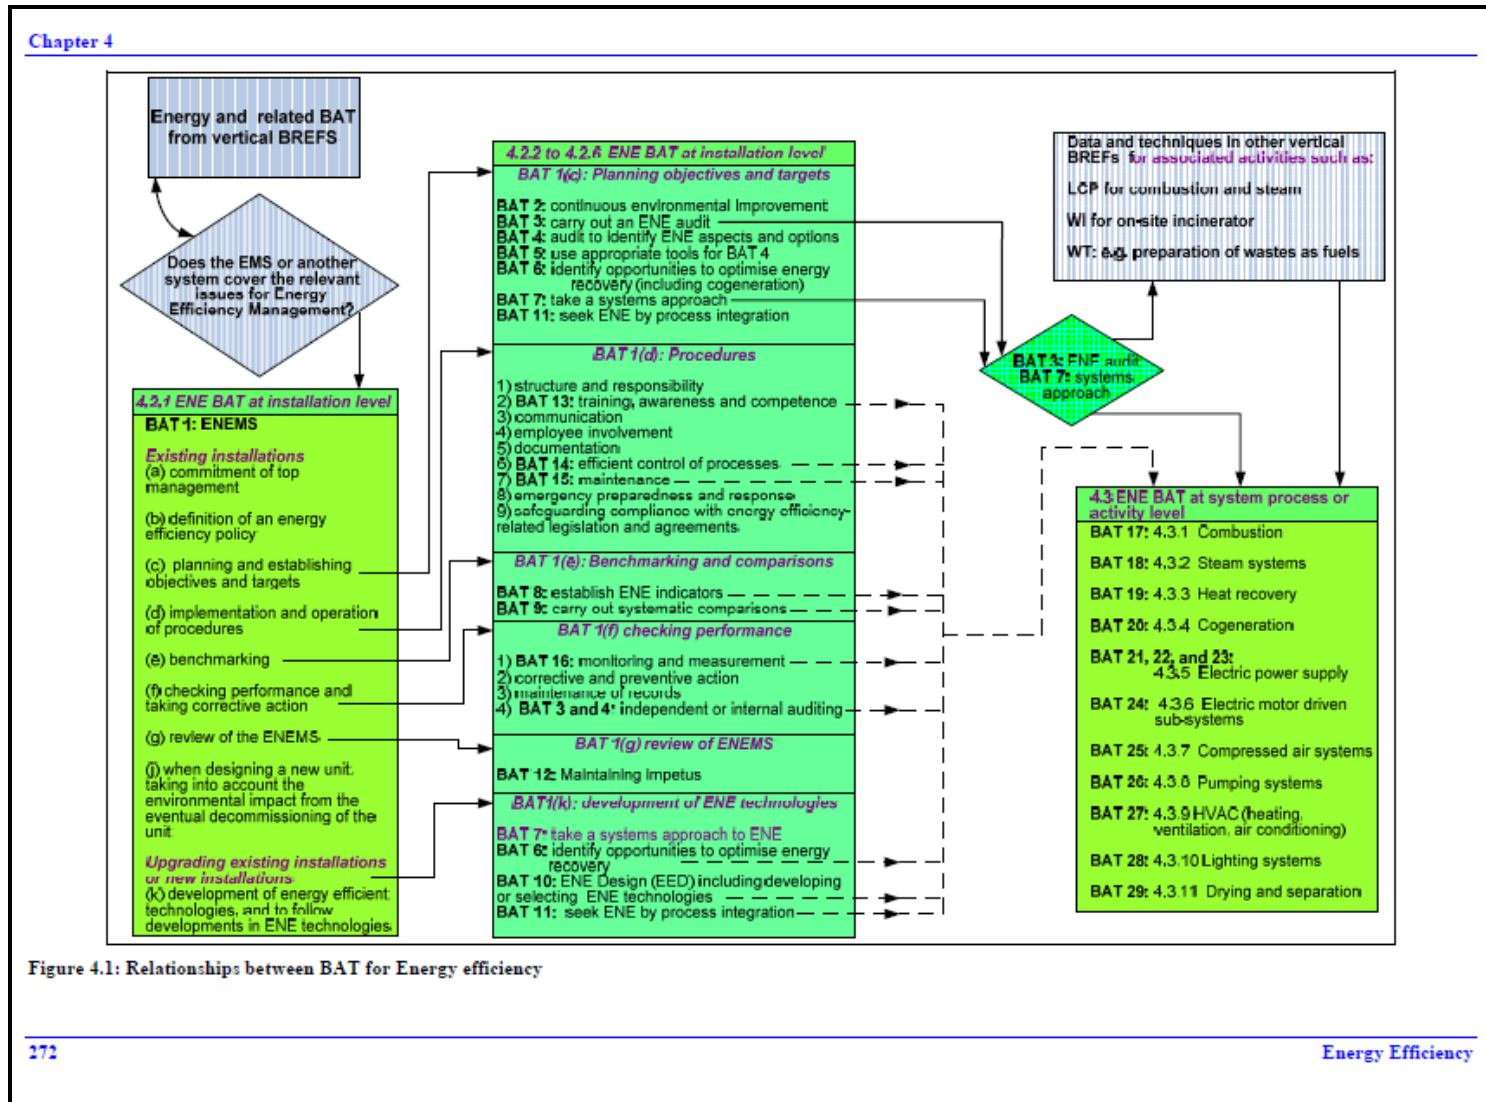 Chapter 4
Energy and related BAT
from vertical BREFS
Does the EMS or another
system cover the relevant
issues for Energy
Efficiency Management?
4.2.1 ENE BAT at installation level
BAT 1: ENEMS
Existing installations
(a) commitment of top
management
(b) definition of an energy
efficiency policy
(c) planning and establishing
objectives and targets
(d) implementation and operation
of procedures
(e) benchmarking
(f) checking performance and
taking corrective action
(g) review of the ENEMS
(j) when designing a new unit,
taking into account the
environmental impact from the
eventual decommissioning of the
unit
Upgrading existing installations
or new installations
(k) development of energy efficient
technologies, and to follow
developments in ENE technologies
4.2.2 to 4.2.6 ENE BAT at installation level
BAT 1(c): Planning objectives and targets
BAT 2: continuous environmental improvement
BAT 3: carry out an ENE audit
BAT 4: audit to identify ENE aspects and options
BAT 5: use appropriate tools for BAT 4
BAT 6: identify opportunities to optimise energy
recovery (including cogeneration)
BAT 7: take a systems approach
BAT 11: seek ENE by process integration
BAT 1(d): Procedures
1) structure and responsibility
2) BAT 13: training, awareness and competence
3) communication
4) employee involvement
5) documentation
6) BAT 14: efficient control of processes
7) BAT 15: maintenance
8) emergency preparedness and response
9) safeguarding compliance with energy efficiency-
related legislation and agreements.
BAT 1(e): Benchmarking and comparisons
BAT 8: establish ENE indicators
BAT 9: carry out systematic comparisons
BAT 1(f) checking performance
1) BAT 16: monitoring and measurement
2) corrective and preventive action
3) maintenance of records
4) BAT 3 and 4: independent or internal auditing
BAT 1(g) review of ENEMS
BAT 12: Maintaining impetus
BAT1(k): development of ENE technologies
BAT 7: take a systems approach to ENE
BAT 6: identify opportunities to optimise energy
recovery
BAT 10: ENE Design (EED) including developing
or selecting ENE technologies
BAT 11: seek ENE by process integration
Data and techniques in other vertical
BREFs for associated activities such as:
LCP for combustion and steam
WI for on-site incinerator
WT: e.g. preparation of wastes as fuels
BAT 3: ENE audit
BAT 7: systems
approach
4.3 ENE BAT at system process or
activity level
BAT 17: 4.3.1 Combustion
BAT 18: 4.3.2 Steam systems
BAT 19: 4.3.3 Heat recovery
BAT 20: 4.3.4 Cogeneration
BAT 21, 22, and 23:
4.3.5 Electric power supply
BAT 24: 4.3.6 Electric motor driven
sub-systems
BAT 25: 4.3.7 Compressed air systems
BAT 26: 4.3.8 Pumping systems
BAT 27: 4.3.9 HVAC (heating,
ventilation, air conditioning)
BAT 28: 4.3.10 Lighting systems
BAT 29: 4.3.11 Drying and separation
Figure 4.1: Relationships between BAT for Energy efficiency
272
Energy Efficiency